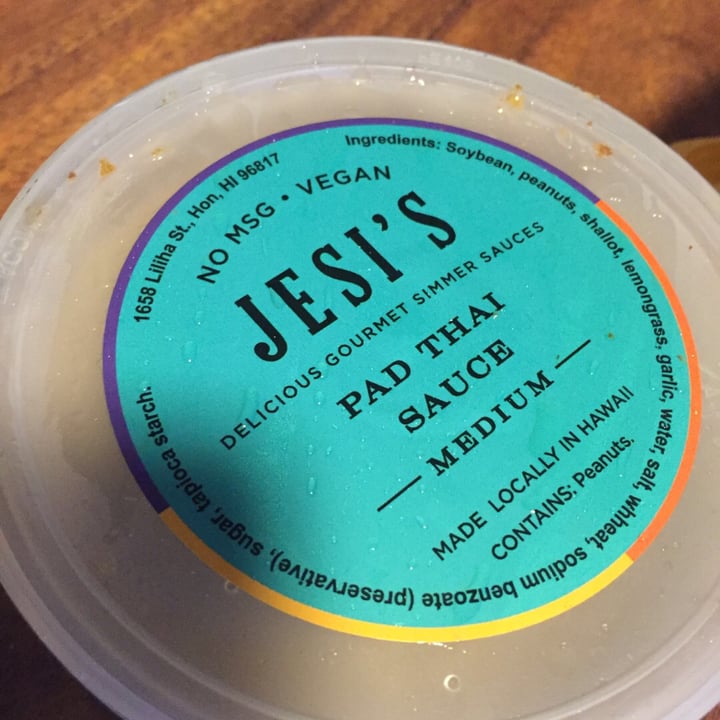 1658 Liliha St., Hon, HI 96817
Ingredients: Soybean, peanuts, shallot, lemongrass, garlic, water, salt, whheat, sodium benzoate (preservative), sugar, tapioca starch.
NO MSG • VEGAN
JESI'S
DELICIOUS GOURMET SIMMER SAUCES
PAD THAI
SAUCE
— MEDIUM —
MADE LOCALLY IN HAWAII
CONTAINS: Peanuts.